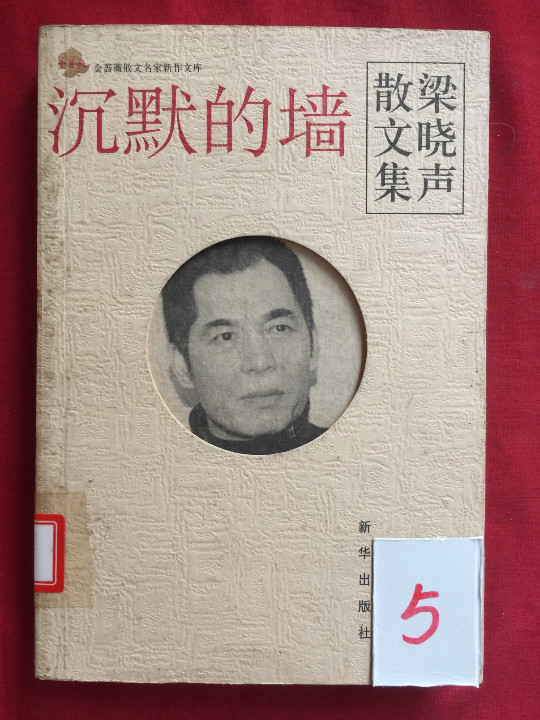 金蔷薇散文名家新作文库
沉默的墙
梁晓声
散文集
新华出版社
5